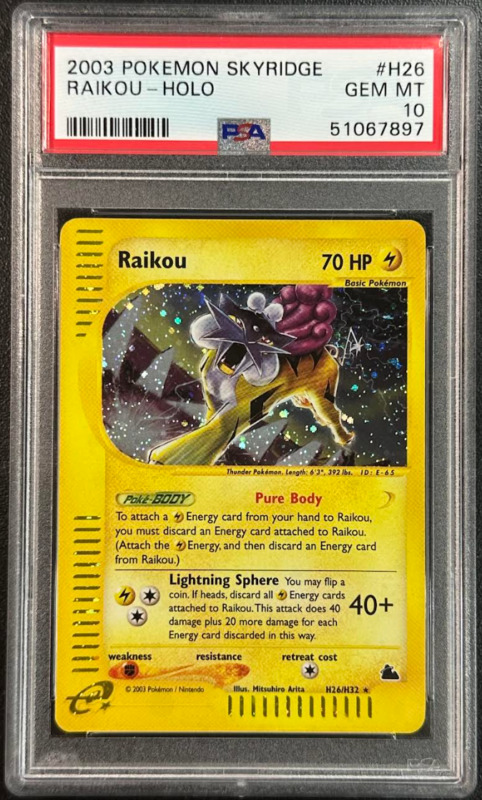 2003 POKEMON SKYRIDGE #H26
RAIKOU - HOLO GEM MT
10
PSA 51067897
Raikou 70 HP
Basic Pokémon
Thunder Pokémon. Length: 6'3", 392 lbs. ID: E-65
Poké-BODY Pure Body
To attach a Energy card from your hand to Raikou,
you must discard an Energy card attached to Raikou.
(Attach the Energy, and then discard an Energy card
from Raikou.)
Lightning Sphere You may flip a
coin. If heads, discard all Energy cards
attached to Raikou. This attack does 40
damage plus 20 more damage for each
Energy card discarded in this way.
40+
weakness resistance retreat cost
© 2003 Pokémon / Nintendo Illus. Mitsuhiro Arita H26/H32 ★